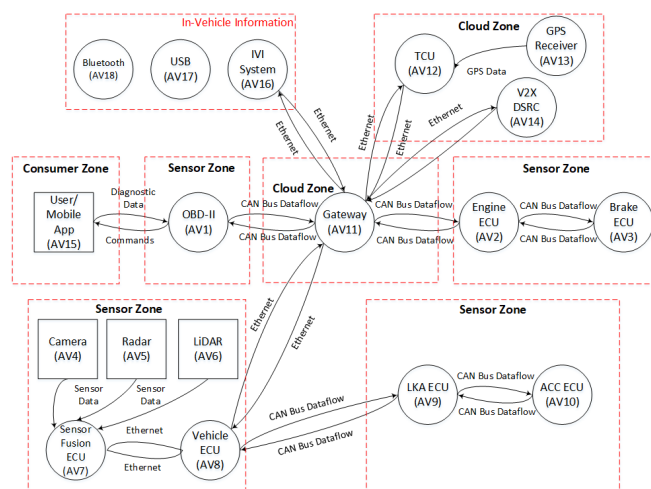 In-Vehicle Information
Bluetooth
(AV18)
USB
(AV17)
IVI
System
(AV16)
Cloud Zone
TCU
(AV12)
GPS
Receiver
(AV13)
GPS Data
V2X
DSRC
(AV14)
Ethernet
Ethernet
Ethernet
Ethernet
Ethernet
Consumer Zone
User/
Mobile
App
(AV15)
Diagnostic
Data
Commands
Sensor Zone
OBD-II
(AV1)
CAN Bus Dataflow
CAN Bus Dataflow
Cloud Zone
Gateway
(AV11)
CAN Bus Dataflow
CAN Bus Dataflow
Sensor Zone
Engine
ECU
(AV2)
CAN Bus Dataflow
CAN Bus Dataflow
Brake
ECU
(AV3)
Ethernet
Ethernet
Sensor Zone
Camera
(AV4)
Radar
(AV5)
LiDAR
(AV6)
Sensor
Data
Sensor
Data
Sensor
Fusion
ECU
(AV7)
Ethernet
Ethernet
Vehicle
ECU
(AV8)
CAN Bus Dataflow
CAN Bus Dataflow
Sensor Zone
LKA ECU
(AV9)
CAN Bus Dataflow
CAN Bus Dataflow
ACC ECU
(AV10)